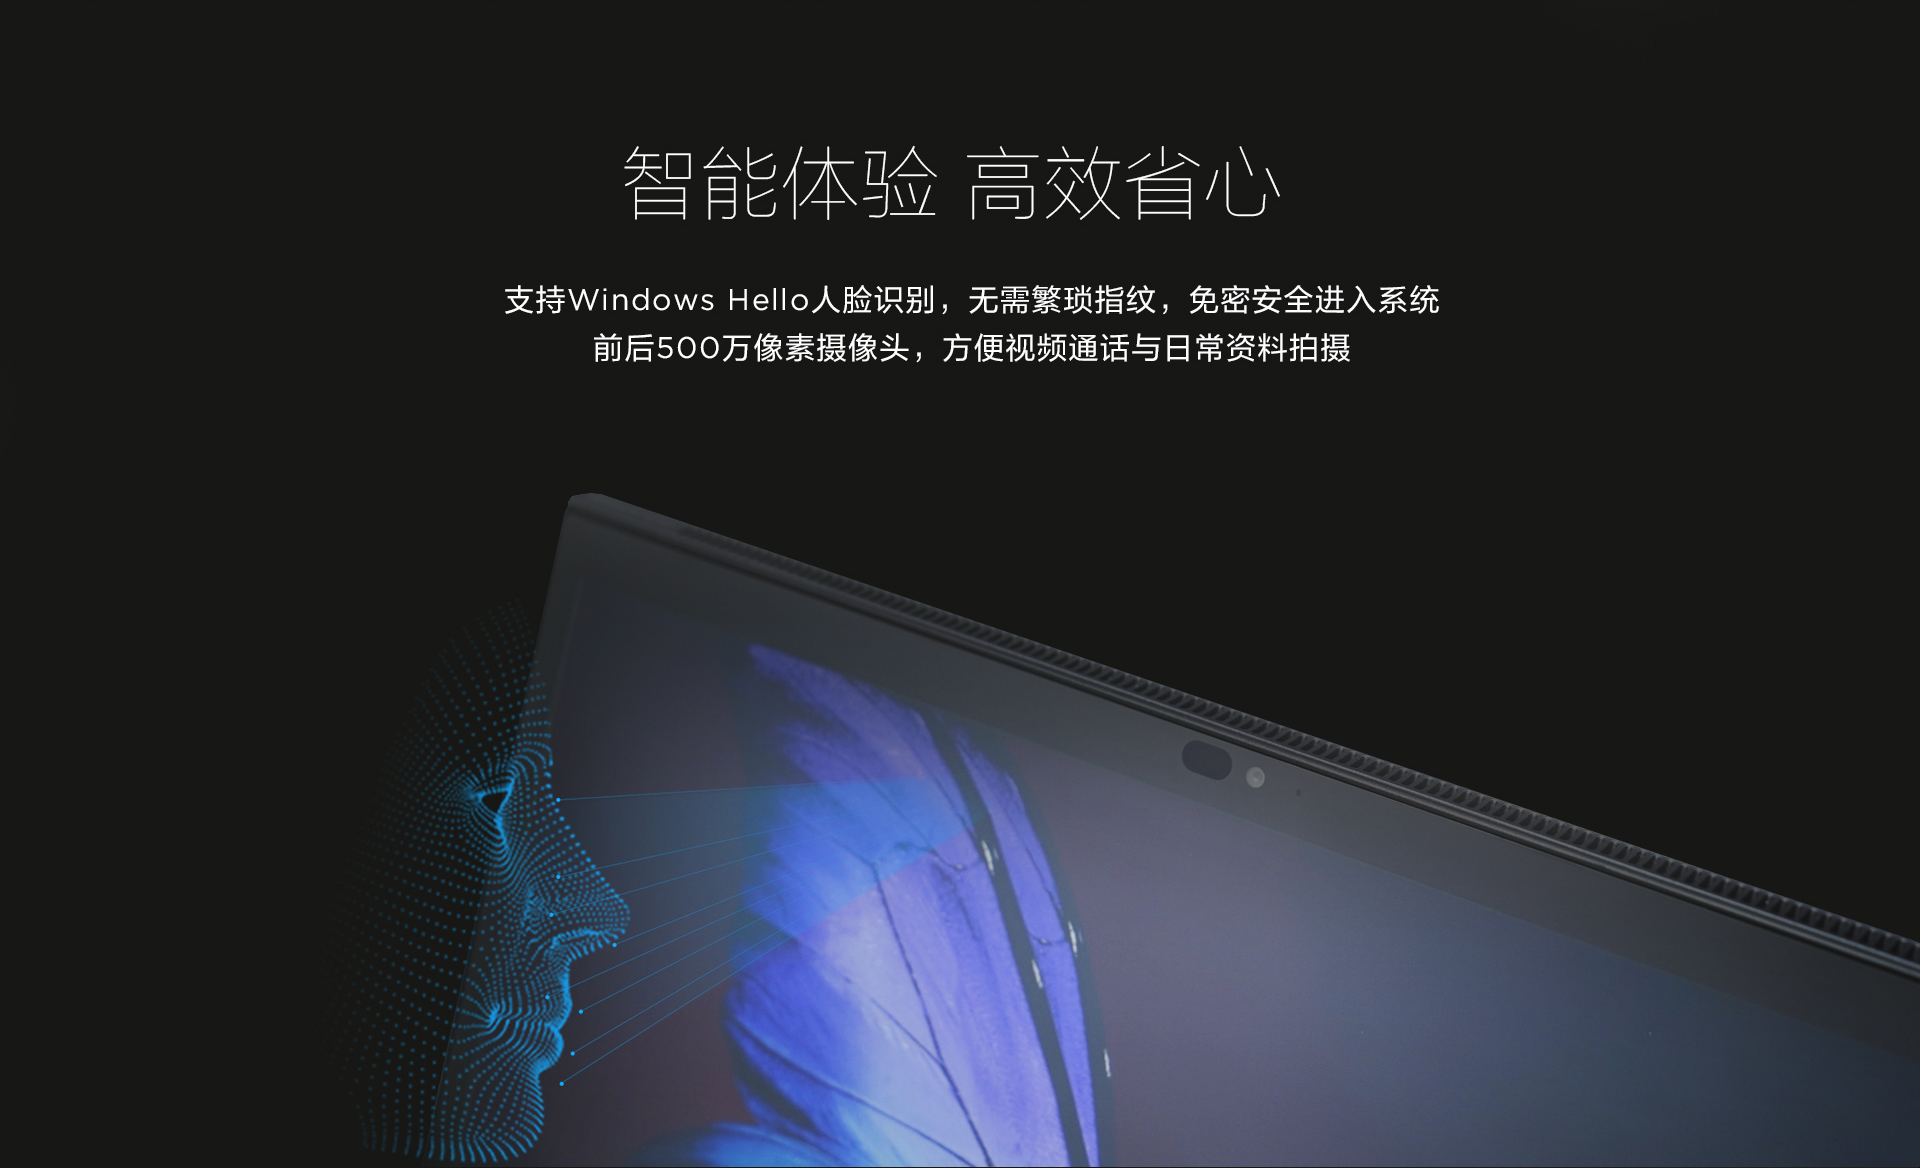 智能体验 高效省心
支持Windows Hello人脸识别，无需繁琐指纹，免密安全进入系统
前后500万像素摄像头，方便视频通话与日常资料拍摄